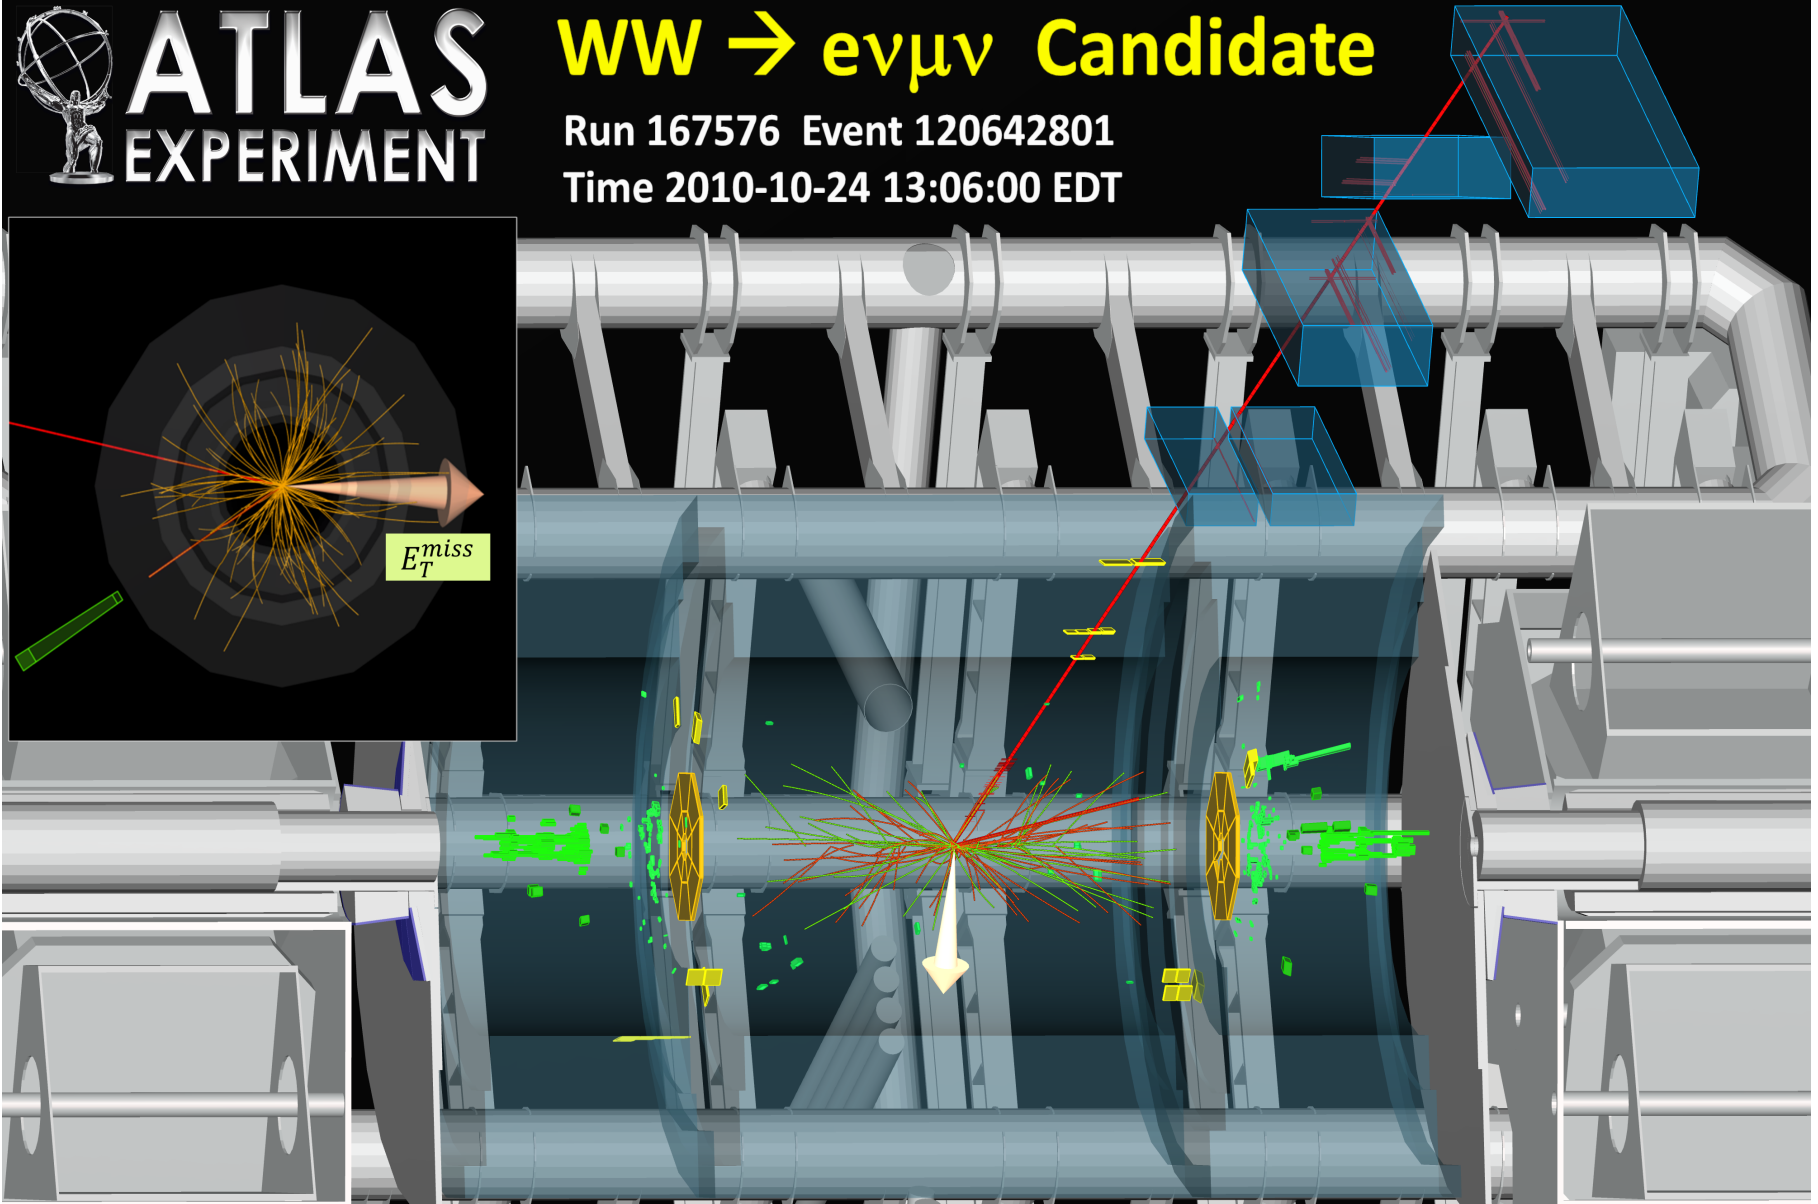 ATLAS
EXPERIMENT
WW → eνμν Candidate
Run 167576 Event 120642801
Time 2010-10-24 13:06:00 EDT
E_T^miss